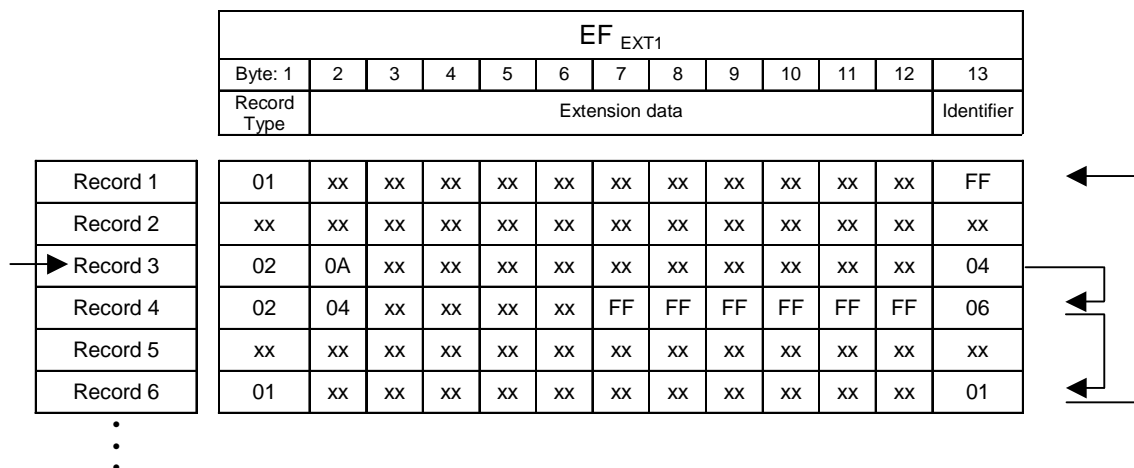 EF EXT1
Byte: 1 2 3 4 5 6 7 8 9 10 11 12 13
Record Type Extension data Identifier
Record 1 01 xx xx xx xx xx xx xx xx xx xx xx FF
Record 2 xx xx xx xx xx xx xx xx xx xx xx xx xx
Record 3 02 0A xx xx xx xx xx xx xx xx xx xx 04
Record 4 02 04 xx xx xx xx FF FF FF FF FF FF 06
Record 5 xx xx xx xx xx xx xx xx xx xx xx xx xx
Record 6 01 xx xx xx xx xx xx xx xx xx xx xx 01